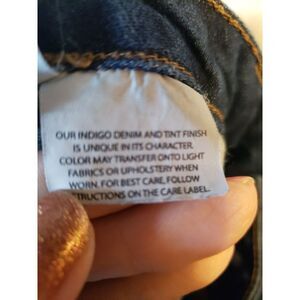 OUR INDIGO DENIM AND TINT FINISH
IS UNIQUE IN ITS CHARACTER.
COLOR MAY TRANSFER ONTO LIGHT
FABRICS OR UPHOLSTERY WHEN
WORN. FOR BEST CARE, FOLLOW
STRUCTIONS ON THE CARE LABEL.